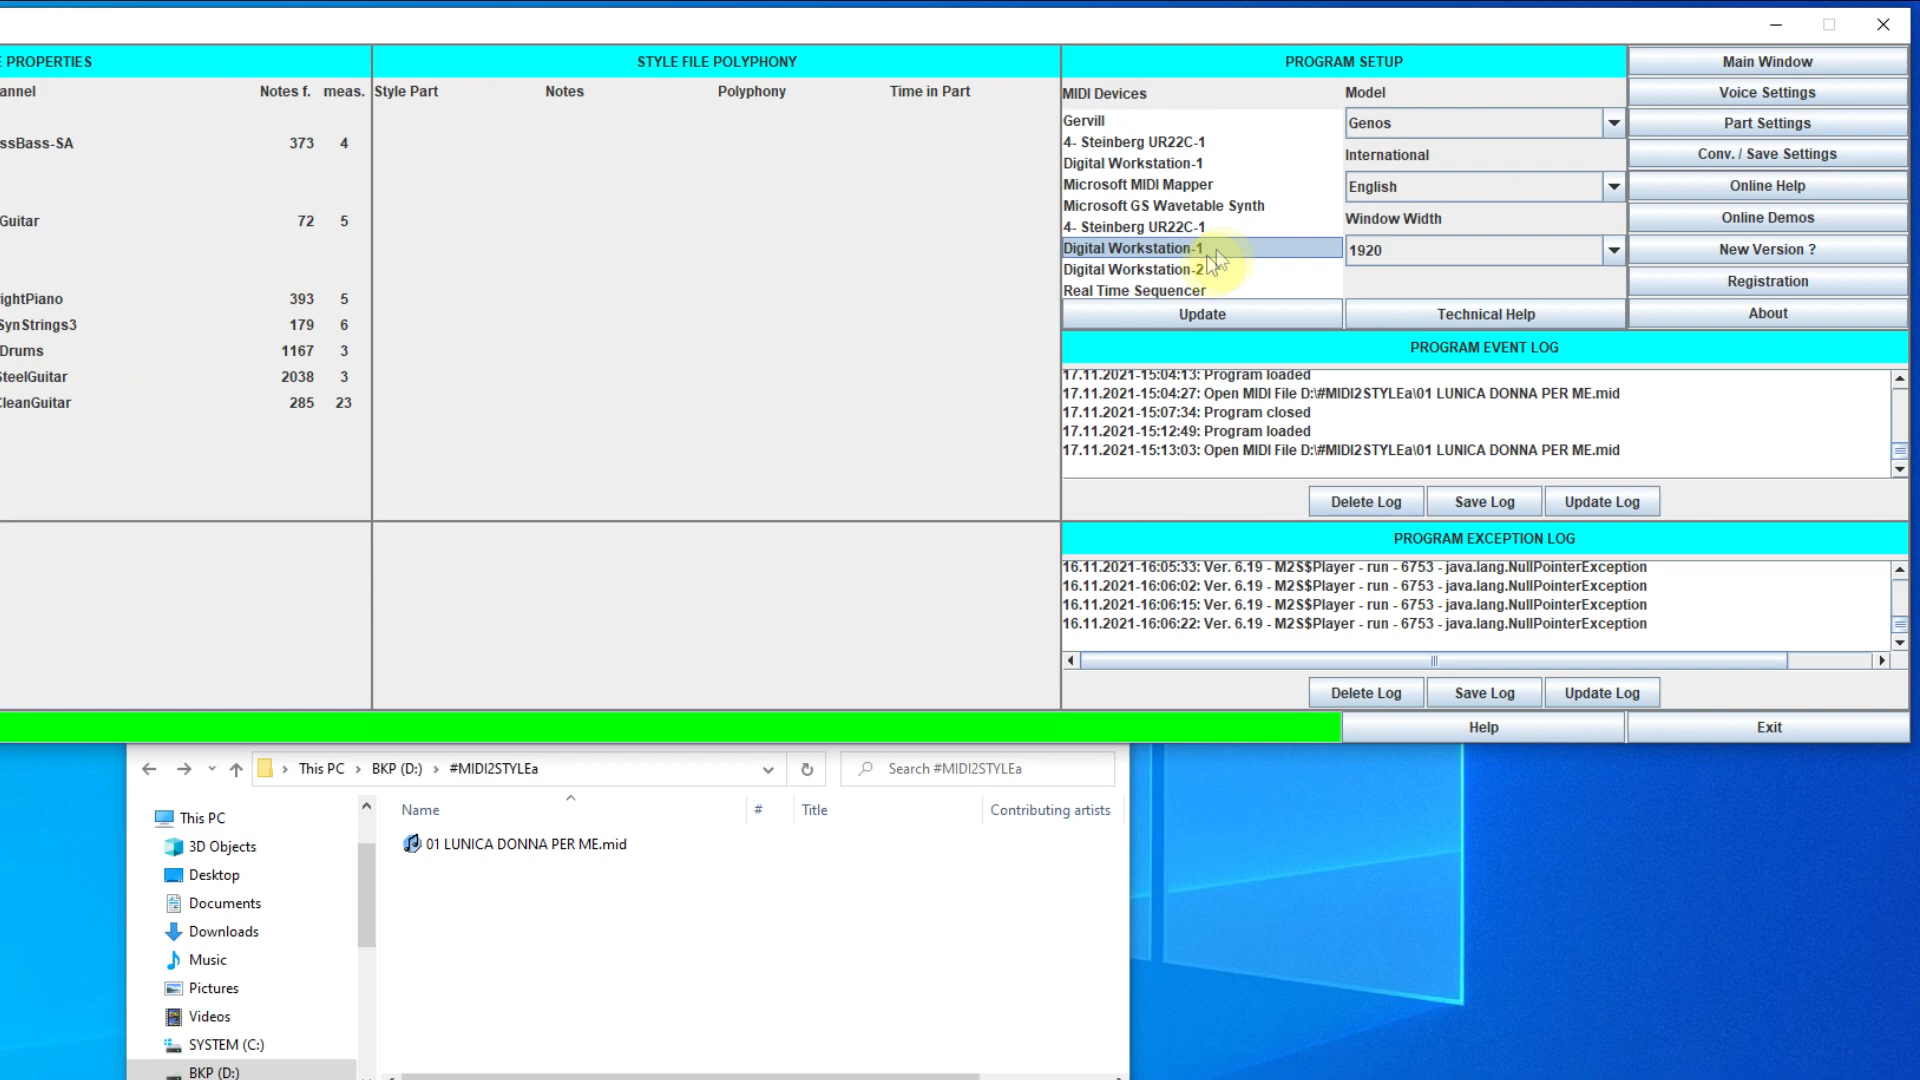 E PROPERTIES
annel Notes f. meas.
ssBass-SA 373 4
Guitar 72 5
ightPiano 393 5
SynStrings3 179 6
Drums 1167 3
SteelGuitar 2038 3
CleanGuitar 285 23
STYLE FILE POLYPHONY
Style Part Notes Polyphony Time in Part
PROGRAM SETUP
MIDI Devices
Gervill
4- Steinberg UR22C-1
Digital Workstation-1
Microsoft MIDI Mapper
Microsoft GS Wavetable Synth
4- Steinberg UR22C-1
Digital Workstation-1
Digital Workstation-2
Real Time Sequencer
Update
Model
Genos
International
English
Window Width
1920
Technical Help
Main Window
Voice Settings
Part Settings
Conv. / Save Settings
Online Help
Online Demos
New Version ?
Registration
About
PROGRAM EVENT LOG
17.11.2021-15:04:13: Program loaded
17.11.2021-15:04:27: Open MIDI File D:\#MIDI2STYLEa\01 LUNICA DONNA PER ME.mid
17.11.2021-15:07:34: Program closed
17.11.2021-15:12:49: Program loaded
17.11.2021-15:13:03: Open MIDI File D:\#MIDI2STYLEa\01 LUNICA DONNA PER ME.mid
Delete Log Save Log Update Log
PROGRAM EXCEPTION LOG
16.11.2021-16:05:33: Ver. 6.19 - M2S$Player - run - 6753 - java.lang.NullPointerException
16.11.2021-16:06:02: Ver. 6.19 - M2S$Player - run - 6753 - java.lang.NullPointerException
16.11.2021-16:06:15: Ver. 6.19 - M2S$Player - run - 6753 - java.lang.NullPointerException
16.11.2021-16:06:22: Ver. 6.19 - M2S$Player - run - 6753 - java.lang.NullPointerException
Delete Log Save Log Update Log
Help Exit
This PC › BKP (D:) › #MIDI2STYLEa
Search #MIDI2STYLEa
This PC
3D Objects
Desktop
Documents
Downloads
Music
Pictures
Videos
SYSTEM (C:)
BKP (D:)
Name # Title Contributing artists
01 LUNICA DONNA PER ME.mid